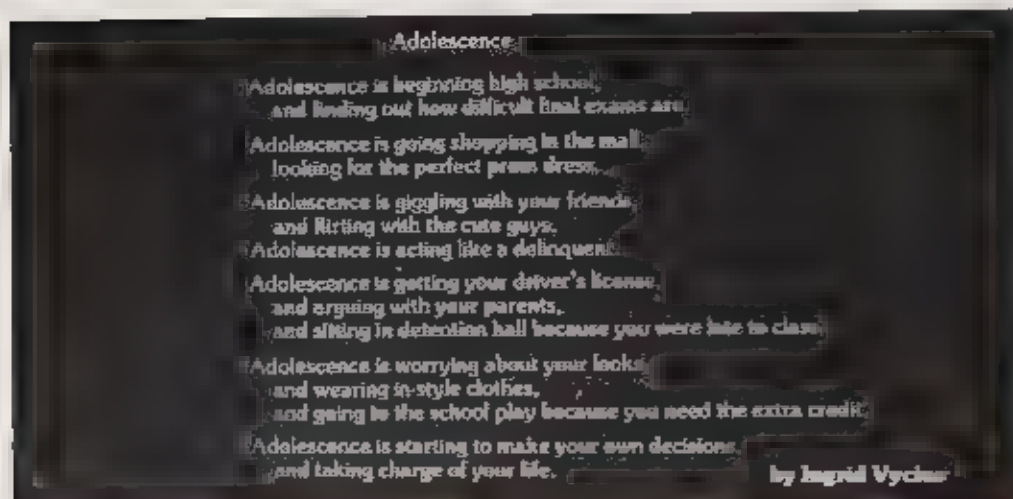 Adolescence
Adolescence is beginning high school,
and finding out how difficult final exams are.
Adolescence is going shopping in the mall
looking for the perfect prom dress.
Adolescence is giggling with your friends
and flirting with the cute guys.
Adolescence is acting like a delinquent.
Adolescence is getting your driver's license,
and arguing with your parents,
and sitting in detention hall because you were late to class.
Adolescence is worrying about your looks,
and wearing in-style clothes,
and going to the school play because you need the extra credit.
Adolescence is starting to make your own decisions,
and taking charge of your life.
by Ingrid